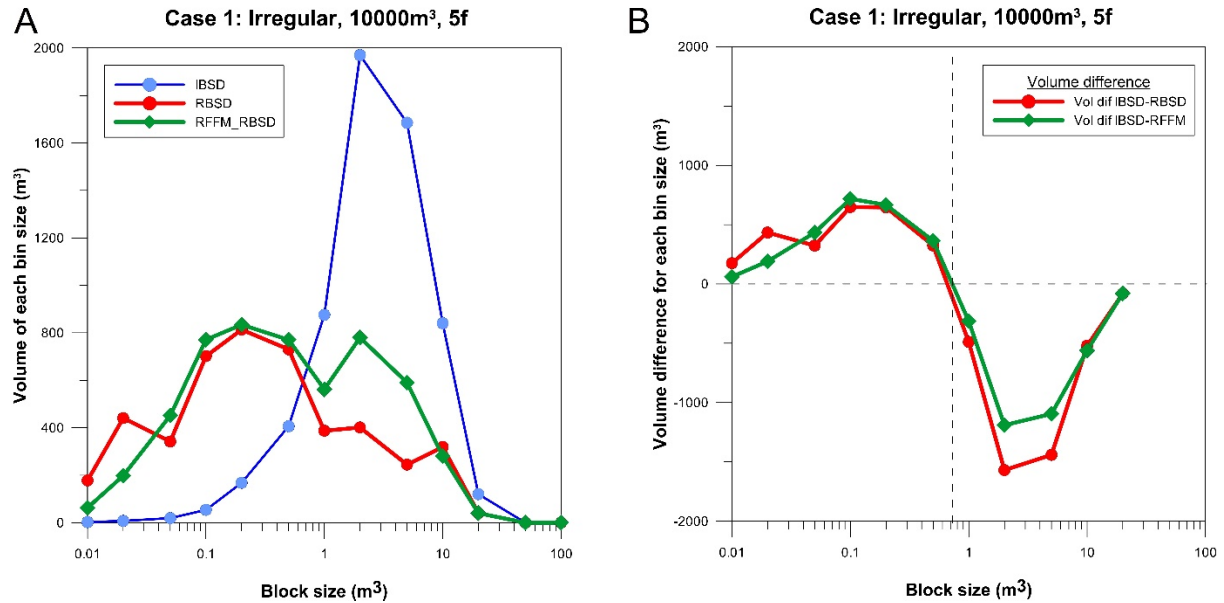 A
Case 1: Irregular, 10000m³, 5f
2000
1600
1200
800
400
0
Volume of each bin size (m³)
IBSD
RBSD
RFFM_RBSD
0.01
0.1
1
10
100
Block size (m³)
B
Case 1: Irregular, 10000m³, 5f
2000
1000
0
-1000
-2000
Volume difference for each bin size (m³)
Volume difference
Vol dif IBSD-RBSD
Vol dif IBSD-RFFM
0.01
0.1
1
10
100
Block size (m³)